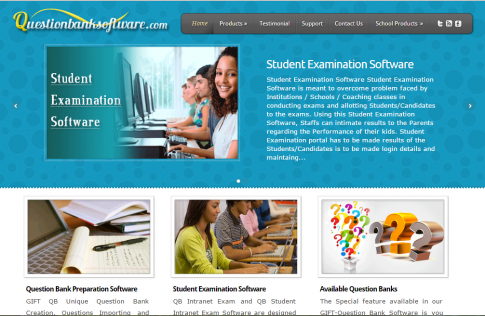 Questionbanksoftware.com
Home Products » Testimonial Support Contact Us School Products »
Student
Examination
Software
Student Examination Software
Student Examination Software Student Examination
Software is meant to overcome problem faced by
Institutions / Schools / Coaching classes in
conducting exams and allotting Students/Candidates
to the exams. Using this Student Examination
Software, Staffs can intimate results to the Parents
regarding the Performance of their kids. Student
Examination portal has to be made results of the
Students/Candidates is to be made login details and
maintaing...
Question Bank Preparation Software
GIFT QB Unique Question Bank
Creation, Questions Importing and
Student Examination Software
QB Intranet Exam and QB Student
Intranet Exam Software are designed
Available Question Banks
The Special feature available in our
GIFT-Question Bank Software is you